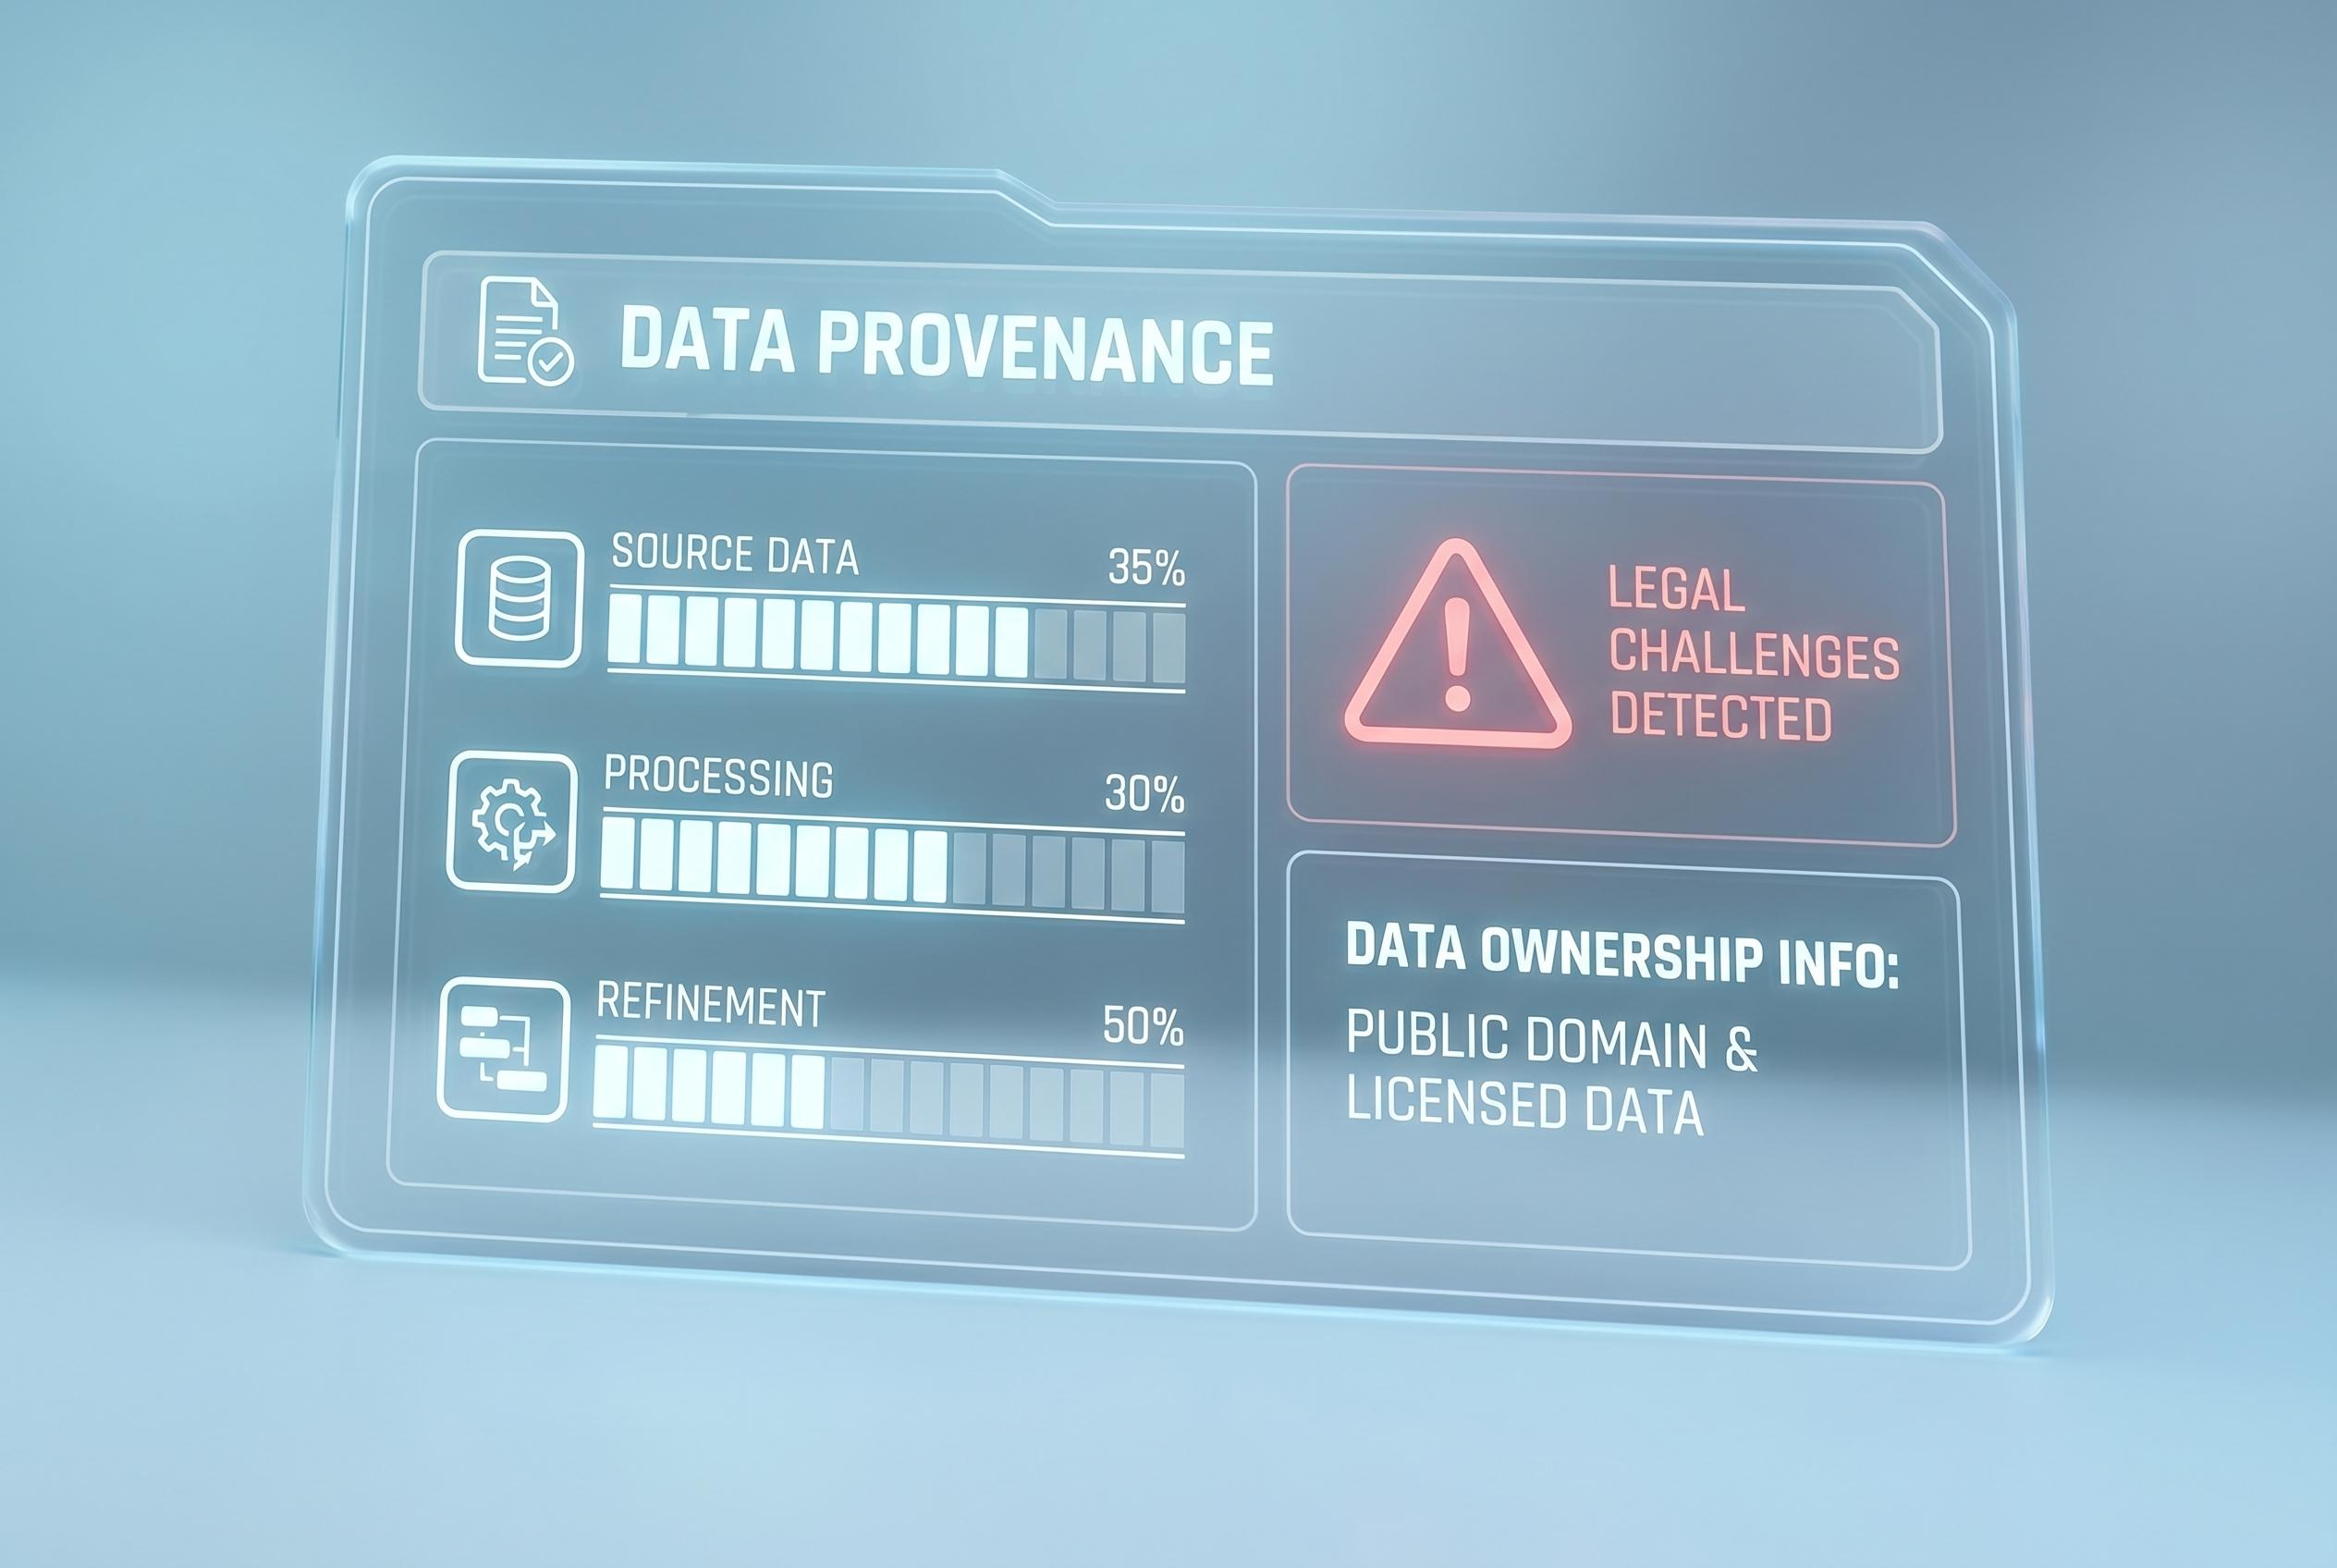 DATA PROVENANCE
SOURCE DATA 35%
PROCESSING 30%
REFINEMENT 50%
LEGAL
CHALLENGES
DETECTED
DATA OWNERSHIP INFO:
PUBLIC DOMAIN &
LICENSED DATA